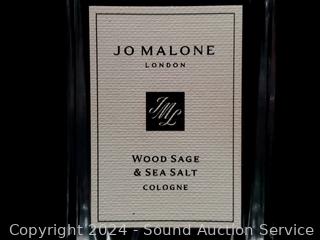 JO MALONE
LONDON
JML
WOOD SAGE
& SEA SALT
COLOGNE
Copyright 2024 - Sound Auction Service